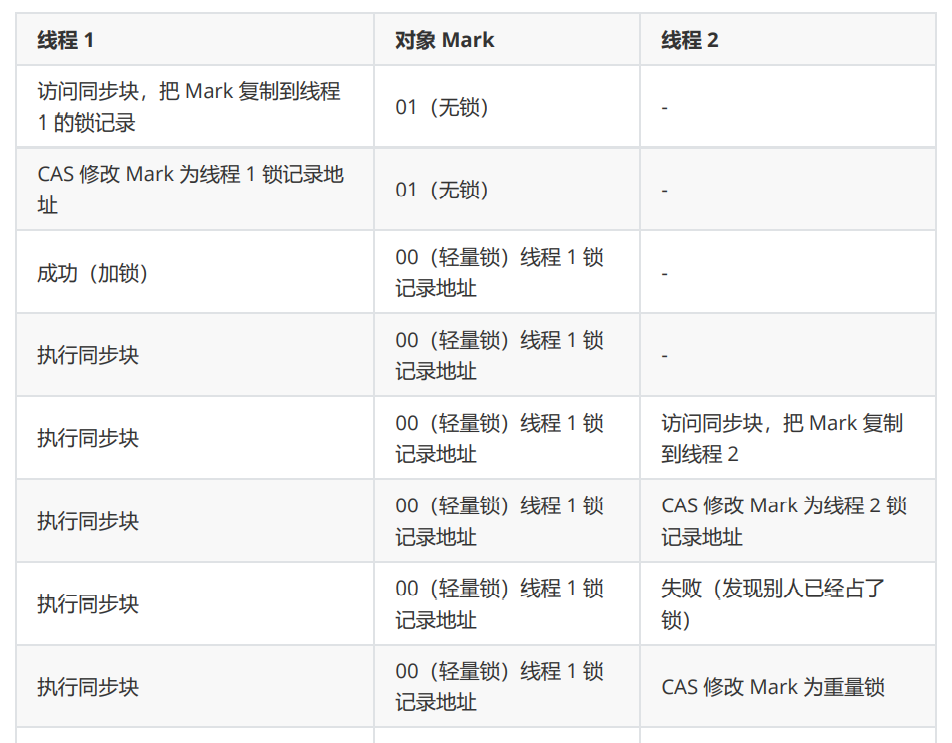 线程 1
对象 Mark
线程 2
访问同步块，把 Mark 复制到线程
1 的锁记录
01（无锁）
-
CAS 修改 Mark 为线程 1 锁记录地
址
01（无锁）
-
成功（加锁）
00（轻量锁）线程 1 锁
记录地址
-
执行同步块
00（轻量锁）线程 1 锁
记录地址
-
执行同步块
00（轻量锁）线程 1 锁
记录地址
访问同步块，把 Mark 复制
到线程 2
执行同步块
00（轻量锁）线程 1 锁
记录地址
CAS 修改 Mark 为线程 2 锁
记录地址
执行同步块
00（轻量锁）线程 1 锁
记录地址
失败（发现别人已经占了
锁）
执行同步块
00（轻量锁）线程 1 锁
记录地址
CAS 修改 Mark 为重量锁